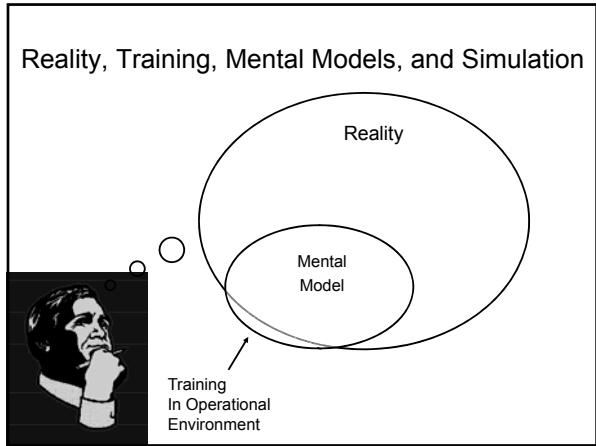 Reality, Training, Mental Models, and Simulation
Reality
Mental
Model
Training
In Operational
Environment